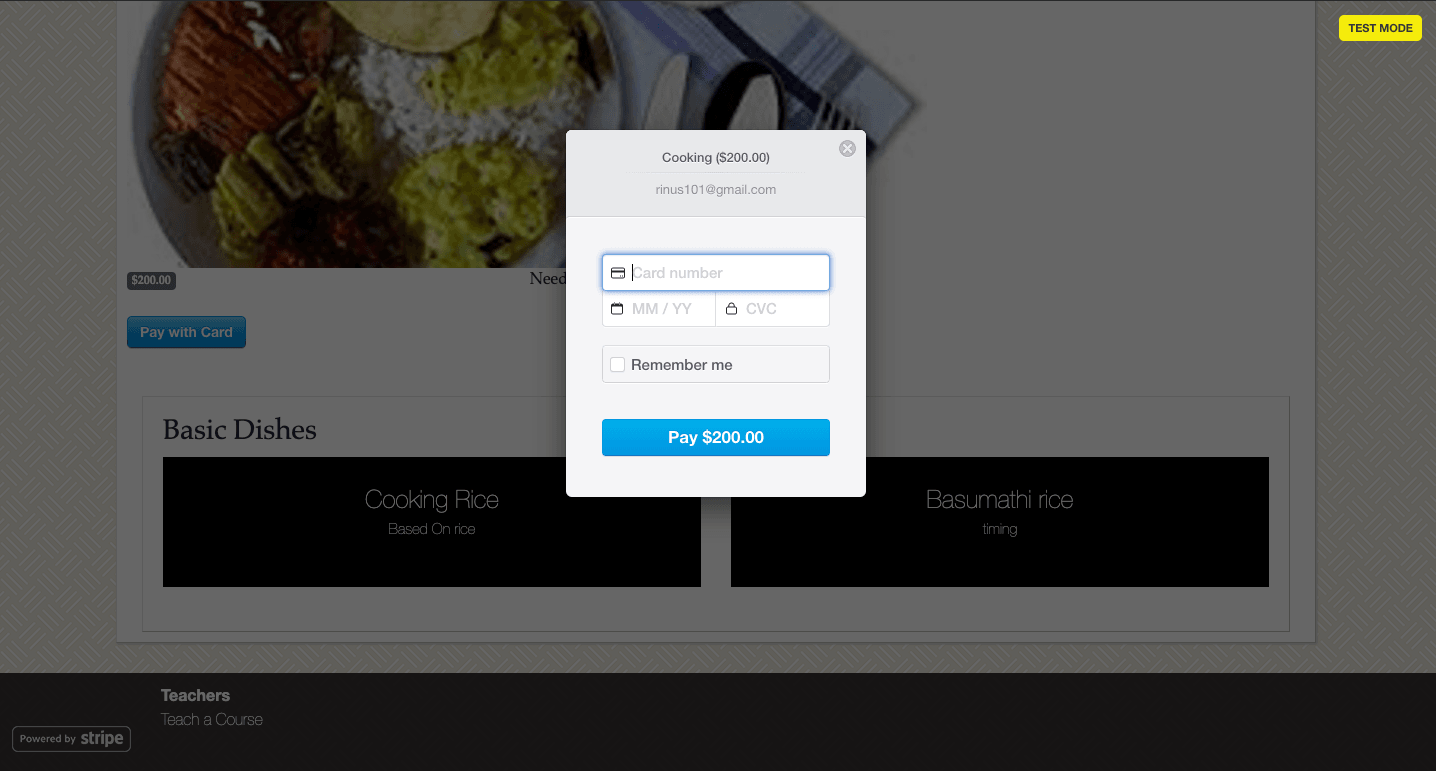 TEST MODE
Cooking ($200.00)
rinus101@gmail.com
Card number
MM / YY
CVC
Remember me
Pay $200.00
$200.00
Need
Pay with Card
Basic Dishes
Cooking Rice
Based On rice
Basumathi rice
timing
Teachers
Teach a Course
Powered by stripe